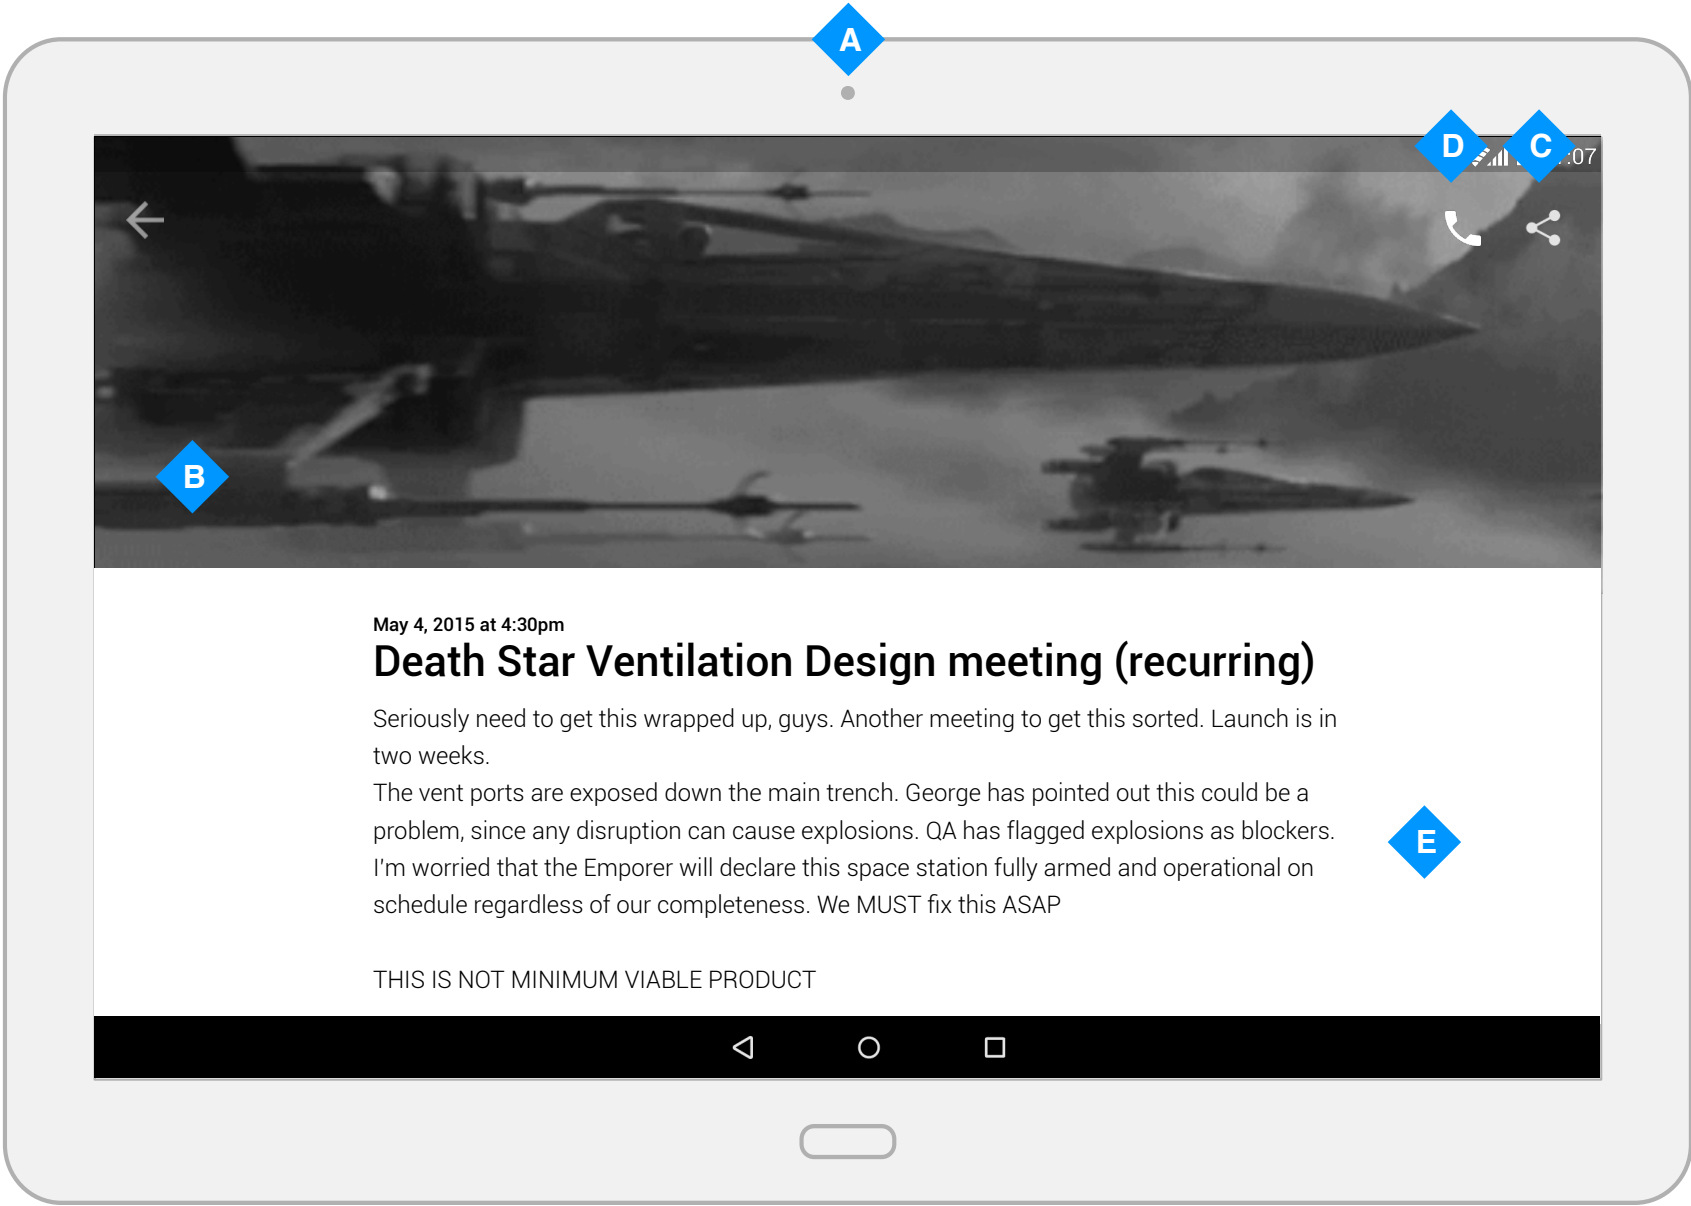 A
D
C
:07
B
May 4, 2015 at 4:30pm
Death Star Ventilation Design meeting (recurring)
Seriously need to get this wrapped up, guys. Another meeting to get this sorted. Launch is in
two weeks.
The vent ports are exposed down the main trench. George has pointed out this could be a
problem, since any disruption can cause explosions. QA has flagged explosions as blockers.
I'm worried that the Emporer will declare this space station fully armed and operational on
schedule regardless of our completeness. We MUST fix this ASAP
E
THIS IS NOT MINIMUM VIABLE PRODUCT